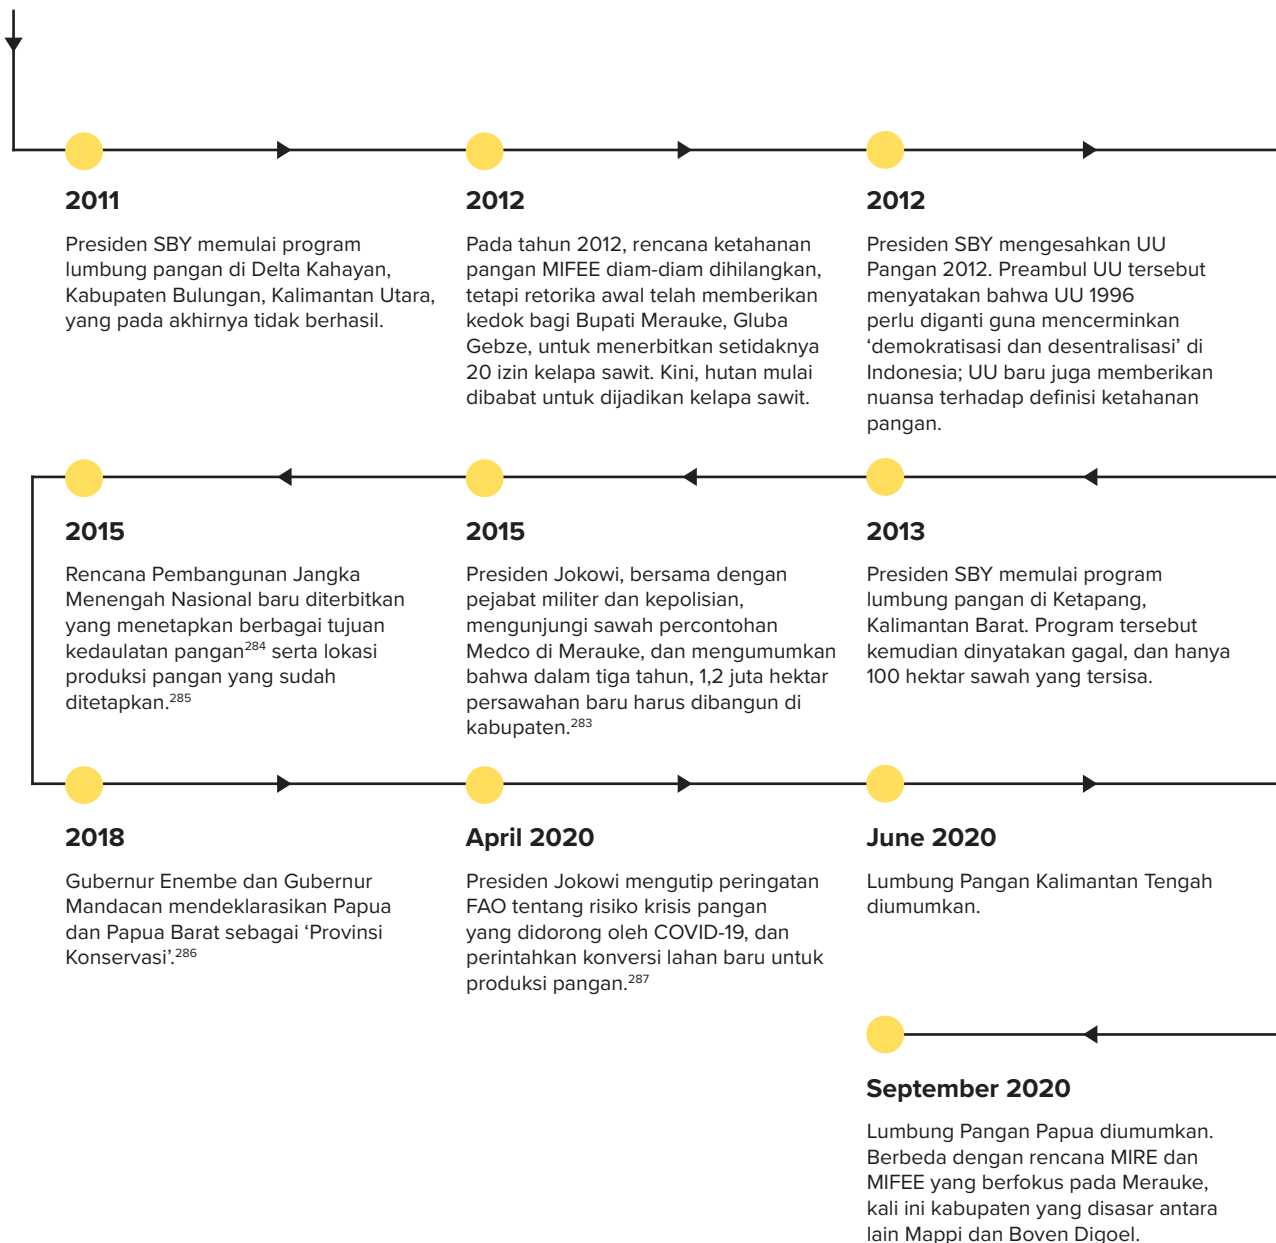 2011
Presiden SBY memulai program
lumbung pangan di Delta Kahayan,
Kabupaten Bulungan, Kalimantan Utara,
yang pada akhirnya tidak berhasil.
2012
Pada tahun 2012, rencana ketahanan
pangan MIFEE diam-diam dihilangkan,
tetapi retorika awal telah memberikan
kedok bagi Bupati Merauke, Gluba
Gebze, untuk menerbitkan setidaknya
20 izin kelapa sawit. Kini, hutan mulai
dibabat untuk dijadikan kelapa sawit.
2012
Presiden SBY mengesahkan UU
Pangan 2012. Preambul UU tersebut
menyatakan bahwa UU 1996
perlu diganti guna mencerminkan
‘demokratisasi dan desentralisasi’ di
Indonesia; UU baru juga memberikan
nuansa terhadap definisi ketahanan
pangan.
2013
Presiden SBY memulai program
lumbung pangan di Ketapang,
Kalimantan Barat. Program tersebut
kemudian dinyatakan gagal, dan hanya
100 hektar sawah yang tersisa.
2015
Presiden Jokowi, bersama dengan
pejabat militer dan kepolisian,
mengunjungi sawah percontohan
Medco di Merauke, dan mengumumkan
bahwa dalam tiga tahun, 1,2 juta hektar
persawahan baru harus dibangun di
kabupaten.283
2015
Rencana Pembangunan Jangka
Menengah Nasional baru diterbitkan
yang menetapkan berbagai tujuan
kedaulatan pangan284 serta lokasi
produksi pangan yang sudah
ditetapkan.285
2018
Gubernur Enembe dan Gubernur
Mandacan mendeklarasikan Papua
dan Papua Barat sebagai ‘Provinsi
Konservasi’.286
April 2020
Presiden Jokowi mengutip peringatan
FAO tentang risiko krisis pangan
yang didorong oleh COVID-19, dan
perintahkan konversi lahan baru untuk
produksi pangan.287
June 2020
Lumbung Pangan Kalimantan Tengah
diumumkan.
September 2020
Lumbung Pangan Papua diumumkan.
Berbeda dengan rencana MIRE dan
MIFEE yang berfokus pada Merauke,
kali ini kabupaten yang disasar antara
lain Mappi dan Boven Digoel.